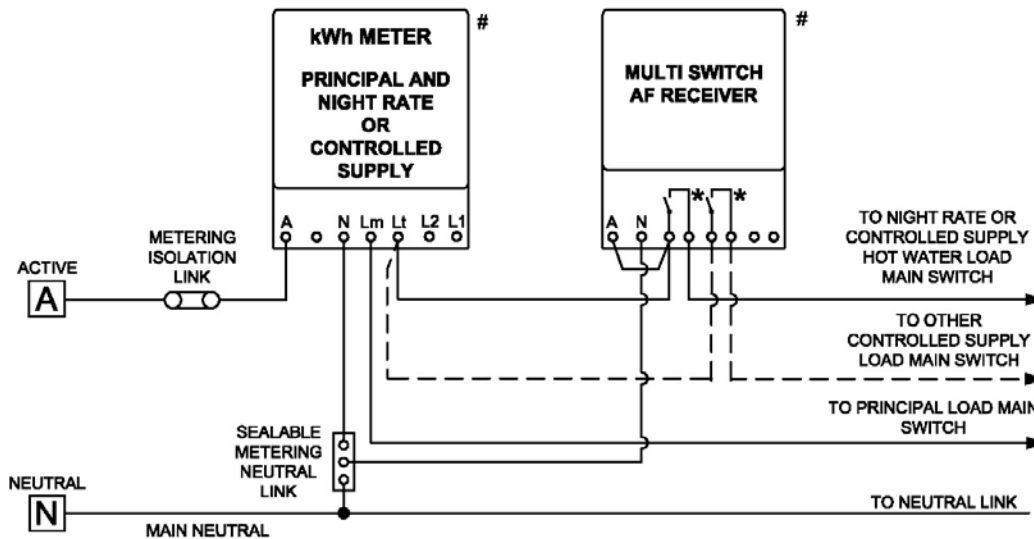 kWh METER
PRINCIPAL AND
NIGHT RATE
OR
CONTROLLED
SUPPLY
#
MULTI SWITCH
AF RECEIVER
#
A N Lm Lt L2 L1
A N * *
METERING
ISOLATION
LINK
ACTIVE
A
TO NIGHT RATE OR
CONTROLLED SUPPLY
HOT WATER LOAD
MAIN SWITCH
TO OTHER
CONTROLLED SUPPLY
LOAD MAIN SWITCH
TO PRINCIPAL LOAD MAIN
SWITCH
SEALABLE
METERING
NEUTRAL
LINK
NEUTRAL
N
MAIN NEUTRAL
TO NEUTRAL LINK